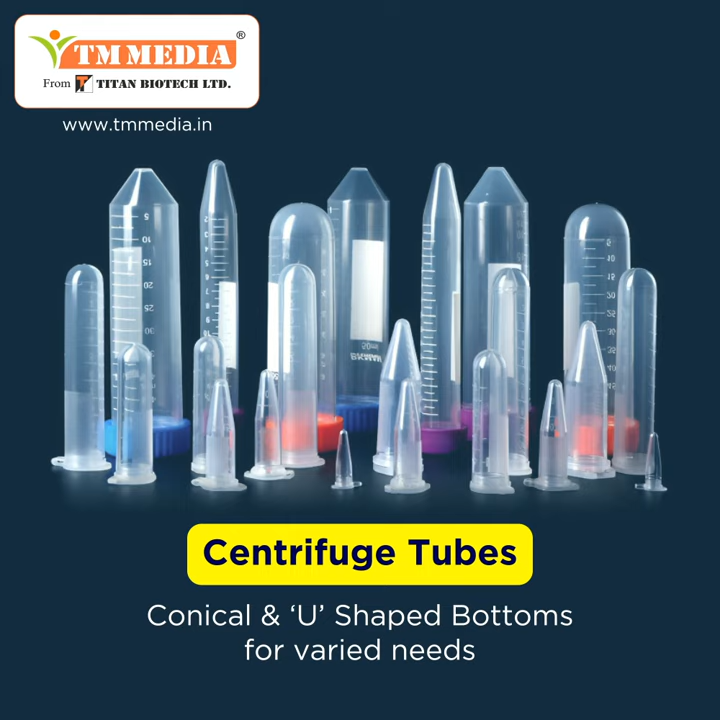 TM MEDIA®
From TITAN BIOTECH LTD.
www.tmmedia.in
Centrifuge Tubes
Conical & ‘U’ Shaped Bottoms
for varied needs